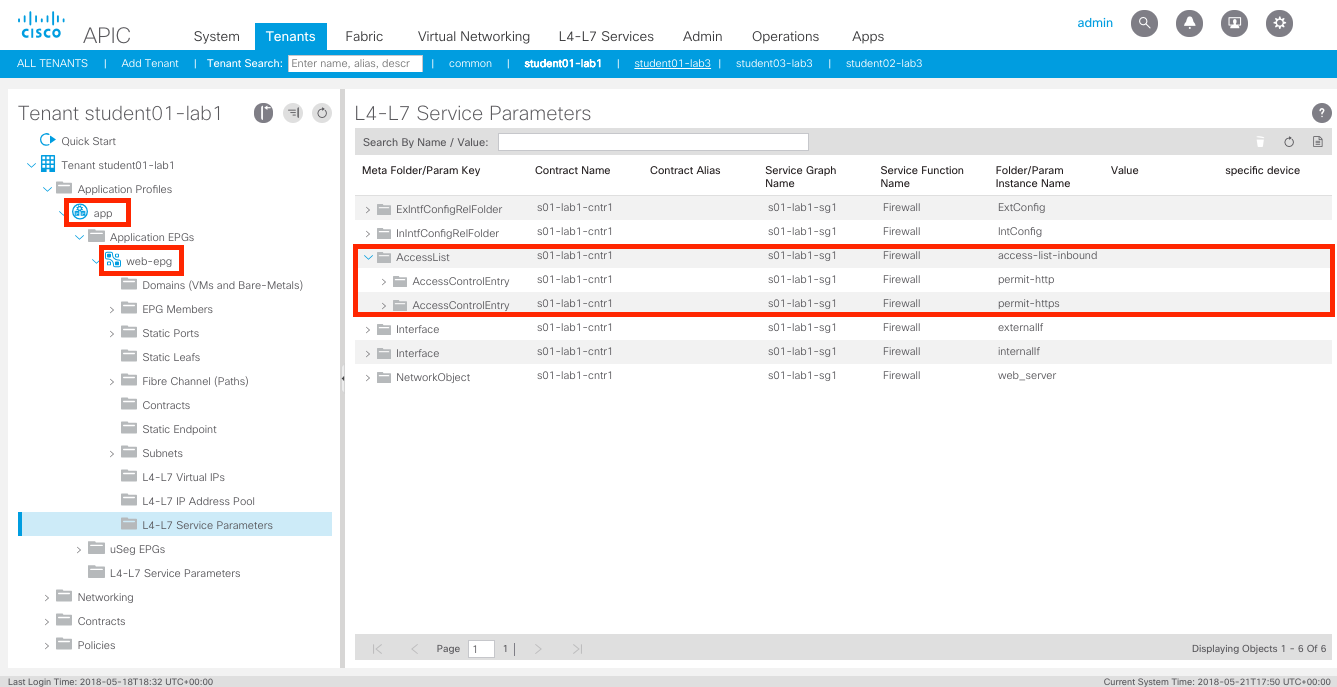 CISCO
APIC
System
Tenants
Fabric
Virtual Networking
L4-L7 Services
Admin
Operations
Apps
admin
ALL TENANTS | Add Tenant | Tenant Search: Enter name, alias, descr | common | student01-lab1 | student01-lab3 | student03-lab3 | student02-lab3
Tenant student01-lab1
Quick Start
Tenant student01-lab1
Application Profiles
app
Application EPGs
web-epg
Domains (VMs and Bare-Metals)
EPG Members
Static Ports
Static Leafs
Fibre Channel (Paths)
Contracts
Static Endpoint
Subnets
L4-L7 Virtual IPs
L4-L7 IP Address Pool
L4-L7 Service Parameters
uSeg EPGs
L4-L7 Service Parameters
Networking
Contracts
Policies
L4-L7 Service Parameters
?
Search By Name / Value:
Meta Folder/Param Key
Contract Name
Contract Alias
Service Graph
Name
Service Function
Name
Folder/Param
Instance Name
Value
specific device
ExIntfConfigRelFolder s01-lab1-cntr1 s01-lab1-sg1 Firewall ExtConfig
InIntfConfigRelFolder s01-lab1-cntr1 s01-lab1-sg1 Firewall IntConfig
AccessList s01-lab1-cntr1 s01-lab1-sg1 Firewall access-list-inbound
AccessControlEntry s01-lab1-cntr1 s01-lab1-sg1 Firewall permit-http
AccessControlEntry s01-lab1-cntr1 s01-lab1-sg1 Firewall permit-https
Interface s01-lab1-cntr1 s01-lab1-sg1 Firewall externalIf
Interface s01-lab1-cntr1 s01-lab1-sg1 Firewall internalIf
NetworkObject s01-lab1-cntr1 s01-lab1-sg1 Firewall web_server
Page 1 1 |
Displaying Objects 1 - 6 Of 6
Last Login Time: 2018-05-18T18:32 UTC+00:00
Current System Time: 2018-05-21T17:50 UTC+00:00